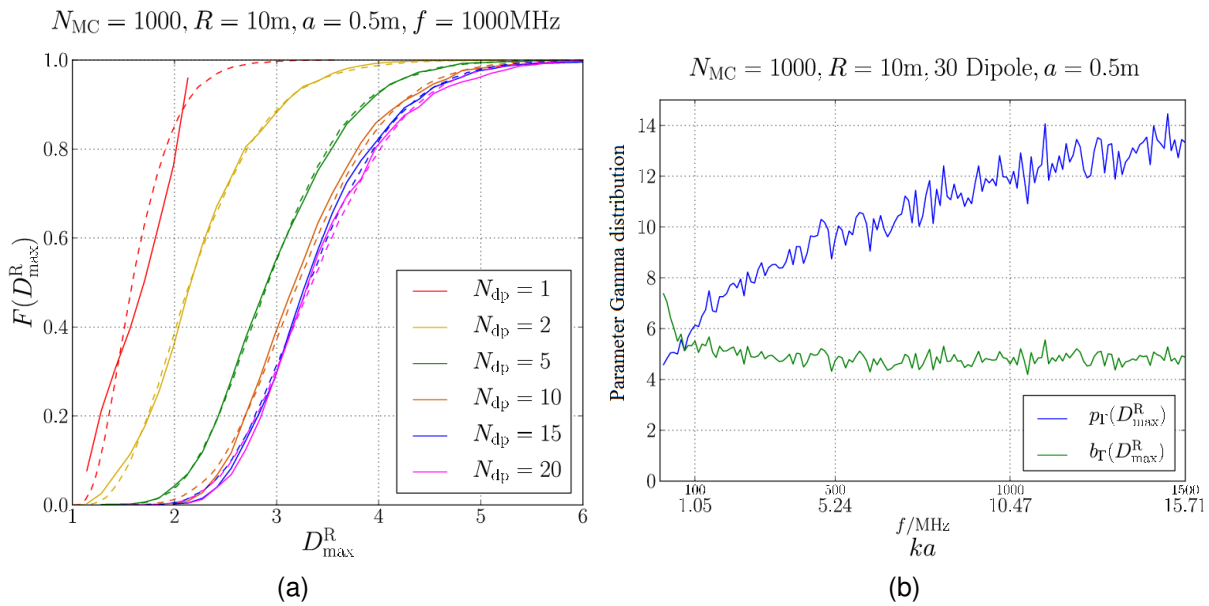 N_MC = 1000, R = 10m, a = 0.5m, f = 1000MHz
1.0
0.8
0.6
0.4
0.2
0.0
F(D^R_max)
N_dp = 1
N_dp = 2
N_dp = 5
N_dp = 10
N_dp = 15
N_dp = 20
1 2 3 4 5 6
D^R_max
(a)
N_MC = 1000, R = 10m, 30 Dipole, a = 0.5m
14
12
10
8
6
4
2
0
Parameter Gamma distribution
p_Γ(D^R_max)
b_Γ(D^R_max)
100 500 1000 1500
1.05 5.24 10.47 15.71
f/MHz
ka
(b)